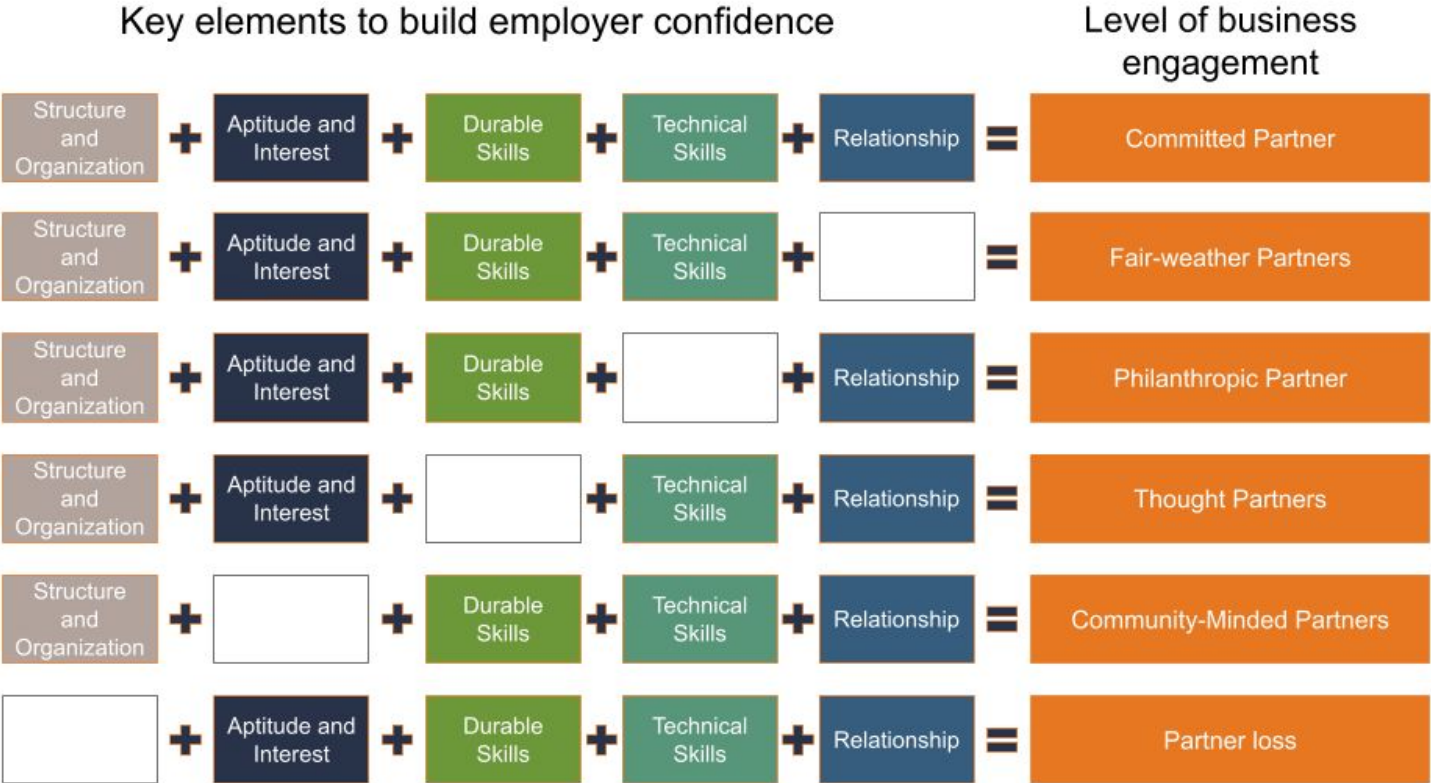 Key elements to build employer confidence
Level of business
engagement
Structure
and
Organization
Aptitude and
Interest
Durable
Skills
Technical
Skills
Relationship
Committed Partner
Structure
and
Organization
Aptitude and
Interest
Durable
Skills
Technical
Skills
Fair-weather Partners
Structure
and
Organization
Aptitude and
Interest
Durable
Skills
Relationship
Philanthropic Partner
Structure
and
Organization
Aptitude and
Interest
Technical
Skills
Relationship
Thought Partners
Structure
and
Organization
Durable
Skills
Technical
Skills
Relationship
Community-Minded Partners
Aptitude and
Interest
Durable
Skills
Technical
Skills
Relationship
Partner loss